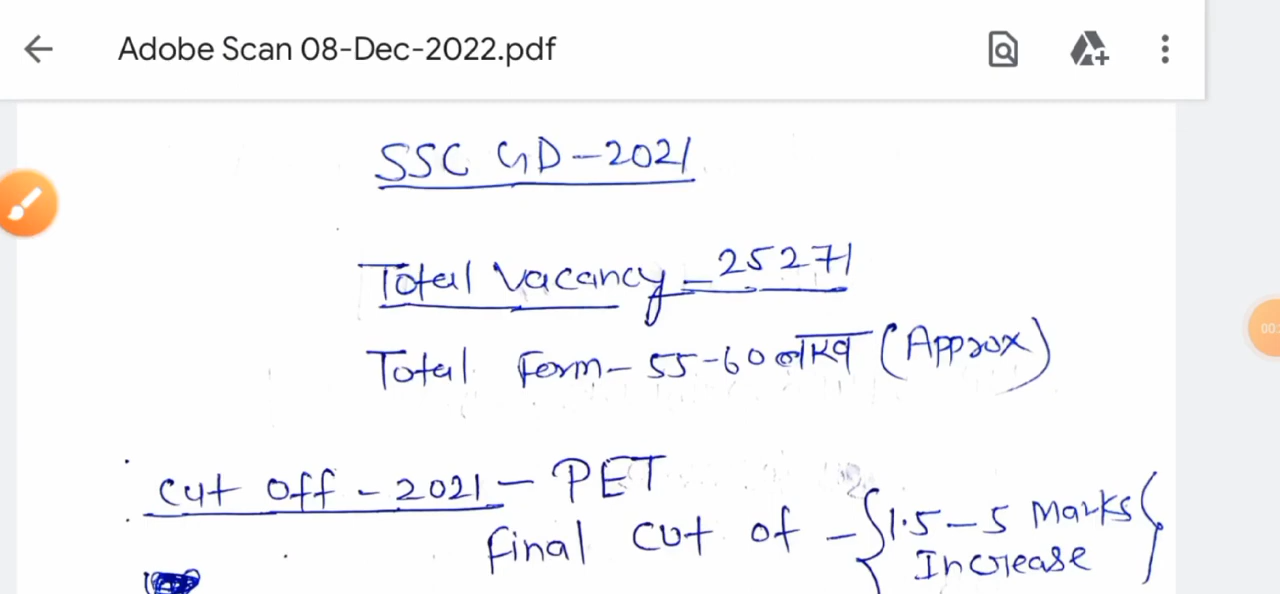 Adobe Scan 08-Dec-2022.pdf
SSC GD-2021
Total Vacancy = 25271
Total Form - 55-60 लाख (Approx)
Cut off - 2021 - PET
Final Cut of - {1.5-5 Marks}
Increase
00: